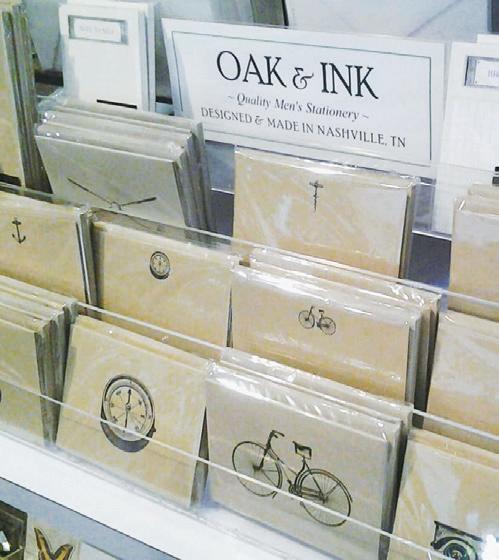 OAK & INK
~ Quality Men's Stationery ~
DESIGNED & MADE IN NASHVILLE, TN